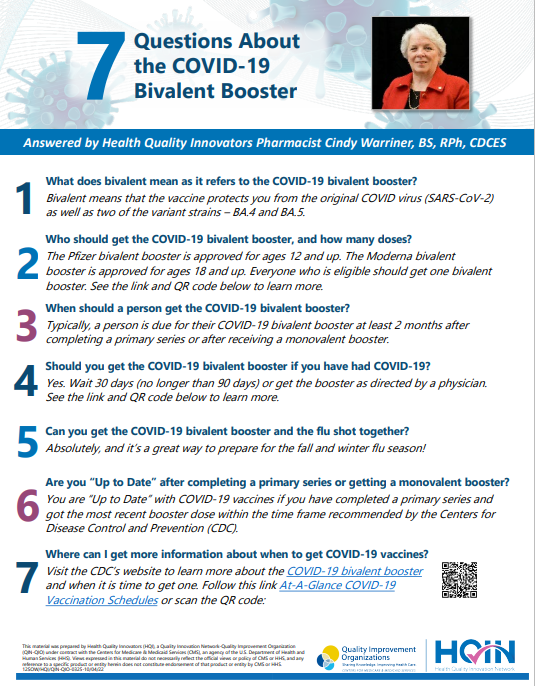 7 Questions About
the COVID-19
Bivalent Booster
Answered by Health Quality Innovators Pharmacist Cindy Warriner, BS, RPh, CDCES
1 What does bivalent mean as it refers to the COVID-19 bivalent booster?
Bivalent means that the vaccine protects you from the original COVID virus (SARS-CoV-2)
as well as two of the variant strains – BA.4 and BA.5.
2 Who should get the COVID-19 bivalent booster, and how many doses?
The Pfizer bivalent booster is approved for ages 12 and up. The Moderna bivalent
booster is approved for ages 18 and up. Everyone who is eligible should get one bivalent
booster. See the link and QR code below to learn more.
3 When should a person get the COVID-19 bivalent booster?
Typically, a person is due for their COVID-19 bivalent booster at least 2 months after
completing a primary series or after receiving a monovalent booster.
4 Should you get the COVID-19 bivalent booster if you have had COVID-19?
Yes. Wait 30 days (no longer than 90 days) or get the booster as directed by a physician.
See the link and QR code below to learn more.
5 Can you get the COVID-19 bivalent booster and the flu shot together?
Absolutely, and it's a great way to prepare for the fall and winter flu season!
6 Are you "Up to Date" after completing a primary series or getting a monovalent booster?
You are "Up to Date" with COVID-19 vaccines if you have completed a primary series and
got the most recent booster dose within the time frame recommended by the Centers for
Disease Control and Prevention (CDC).
7 Where can I get more information about when to get COVID-19 vaccines?
Visit the CDC's website to learn more about the COVID-19 bivalent booster
and when it is time to get one. Follow this link At-A-Glance COVID-19
Vaccination Schedules or scan the QR code:
This material was prepared by Health Quality Innovators (HQI), a Quality Innovation Network-Quality Improvement Organization
(QIN-QIO) under contract with the Centers for Medicare & Medicaid Services (CMS), an agency of the U.S. Department of Health and
Human Services (HHS). Views expressed in this material do not necessarily reflect the official views or policy of CMS or HHS, and any
reference to a specific product or entity herein does not constitute endorsement of that product or entity by CMS or HHS.
12SOW/HQI/QIN-QIO-0325-10/04/22
Quality Improvement
Organizations
Sharing Knowledge. Improving Health Care.
CENTERS FOR MEDICARE & MEDICAID SERVICES
HQIN
Health Quality Innovation Network